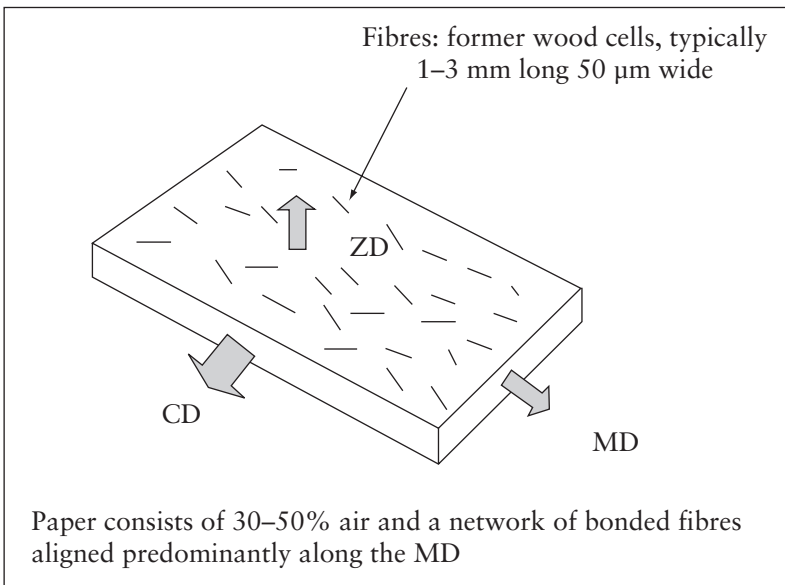 Fibres: former wood cells, typically
1–3 mm long 50 μm wide
ZD
CD
MD
Paper consists of 30–50% air and a network of bonded fibres
aligned predominantly along the MD